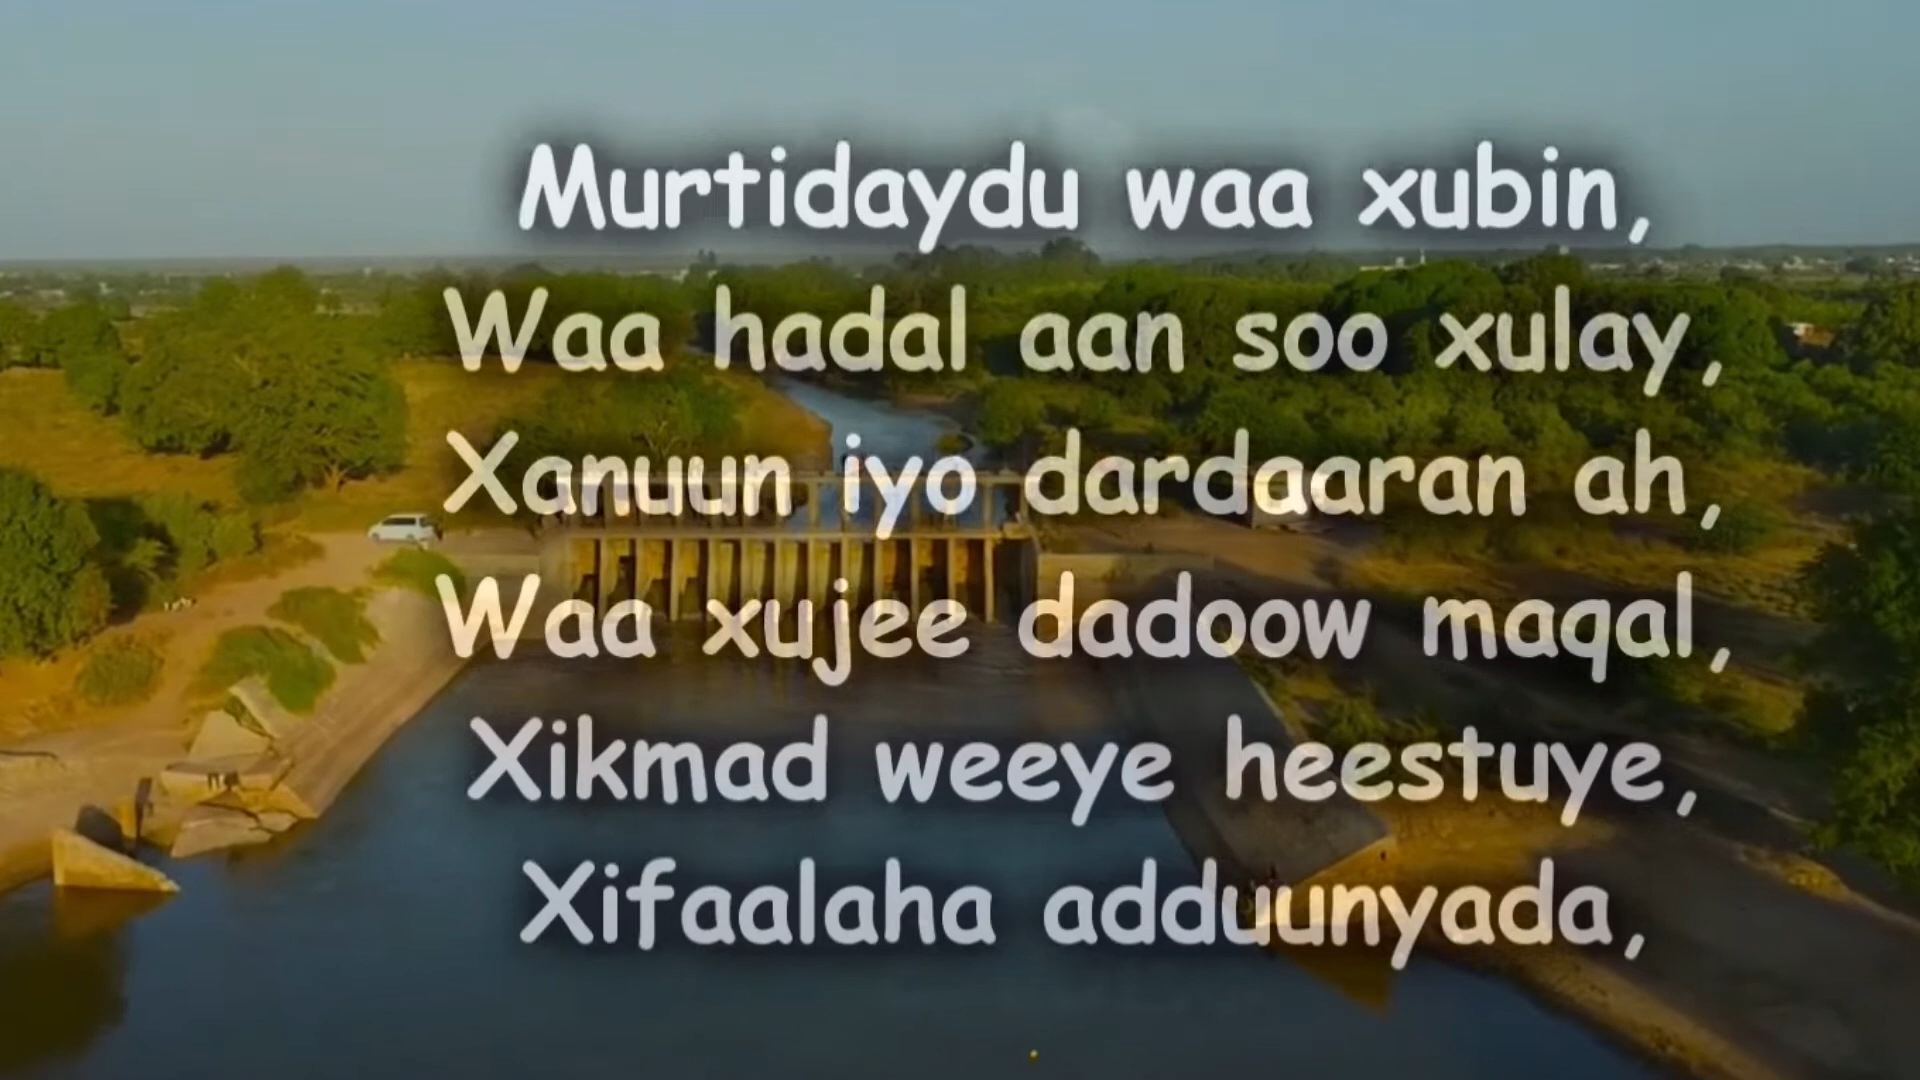 Murtidaydu waa xubin,
Waa hadal aan soo xulay,
Xanuun iyo dardaaran ah,
Waa xujee dadoow maqal,
Xikmad weeye heestuye,
Xifaalaha adduunyada,